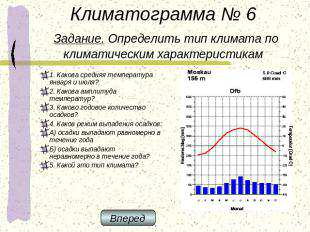 Климатограмма № 6
Задание. Определить тип климата по
климатическим характеристикам
1. Какова средняя температура
января и июля?
2. Какова амплитуда
температур?
3. Каково годовое количество
осадков?
4. Каков режим выпадения осадков:
А) осадки выпадают равномерно в
течение года
Б) осадки выпадают
неравномерно в течение года?
5. Какой это тип климата?
Moskau
156 m
Dfb
Monat
Вперед